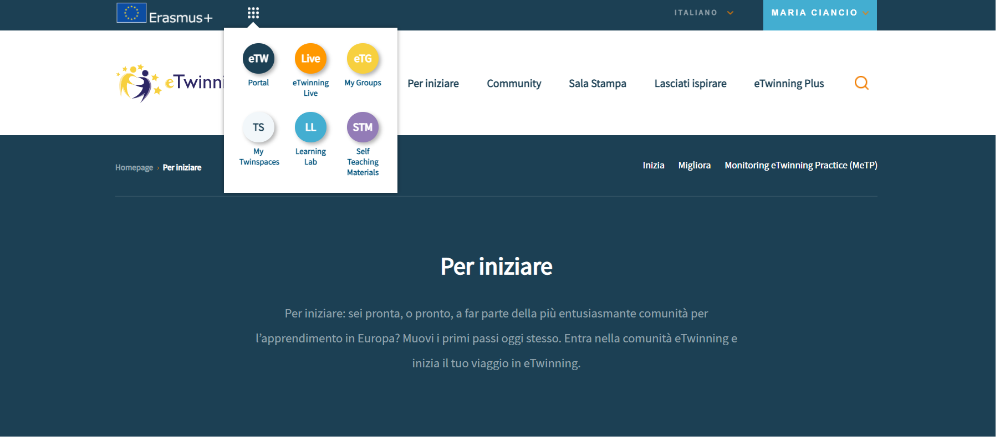 Erasmus+
ITALIANO
MARIA CIANCIO
eTW
Live
eTG
Portal
eTwinning
Live
My Groups
TS
LL
STM
My
Twinspaces
Learning
Lab
Self
Teaching
Materials
eTwinni
Per iniziare
Community
Sala Stampa
Lasciati ispirare
eTwinning Plus
Homepage › Per iniziare
Inizia
Migliora
Monitoring eTwinning Practice (MeTP)
Per iniziare
Per iniziare: sei pronta, o pronto, a far parte della più entusiasmante comunità per
l’apprendimento in Europa? Muovi i primi passi oggi stesso. Entra nella comunità eTwinning e
inizia il tuo viaggio in eTwinning.